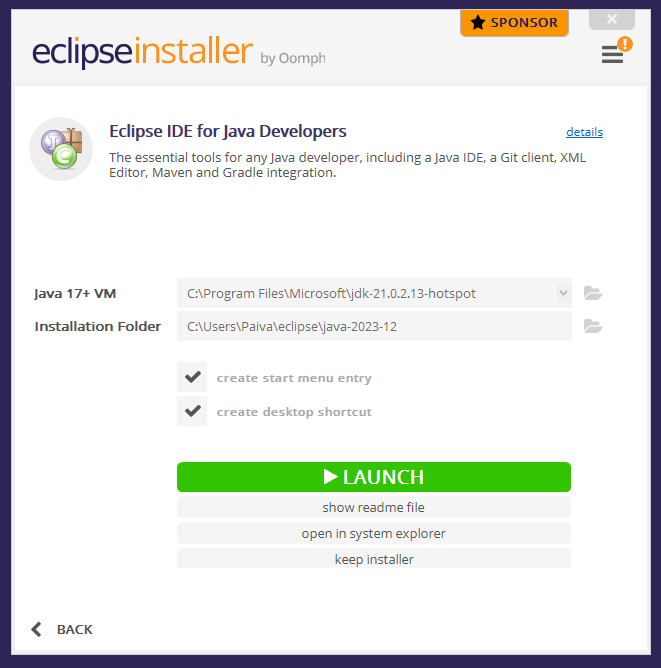 SPONSOR
eclipseinstaller by Oomph
Eclipse IDE for Java Developers
details
The essential tools for any Java developer, including a Java IDE, a Git client, XML
Editor, Maven and Gradle integration.
Java 17+ VM
C:\Program Files\Microsoft\jdk-21.0.2.13-hotspot
Installation Folder
C:\Users\Paiva\eclipse\java-2023-12
create start menu entry
create desktop shortcut
LAUNCH
show readme file
open in system explorer
keep installer
BACK